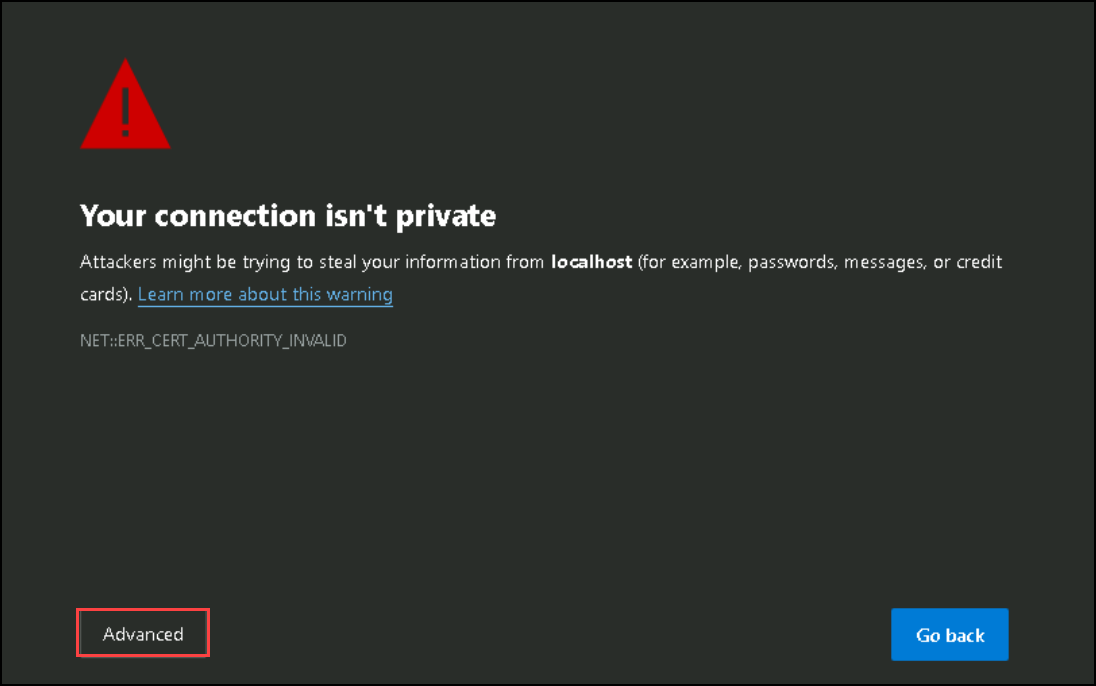 Your connection isn't private
Attackers might be trying to steal your information from localhost (for example, passwords, messages, or credit
cards). Learn more about this warning
NET::ERR_CERT_AUTHORITY_INVALID
Advanced
Go back